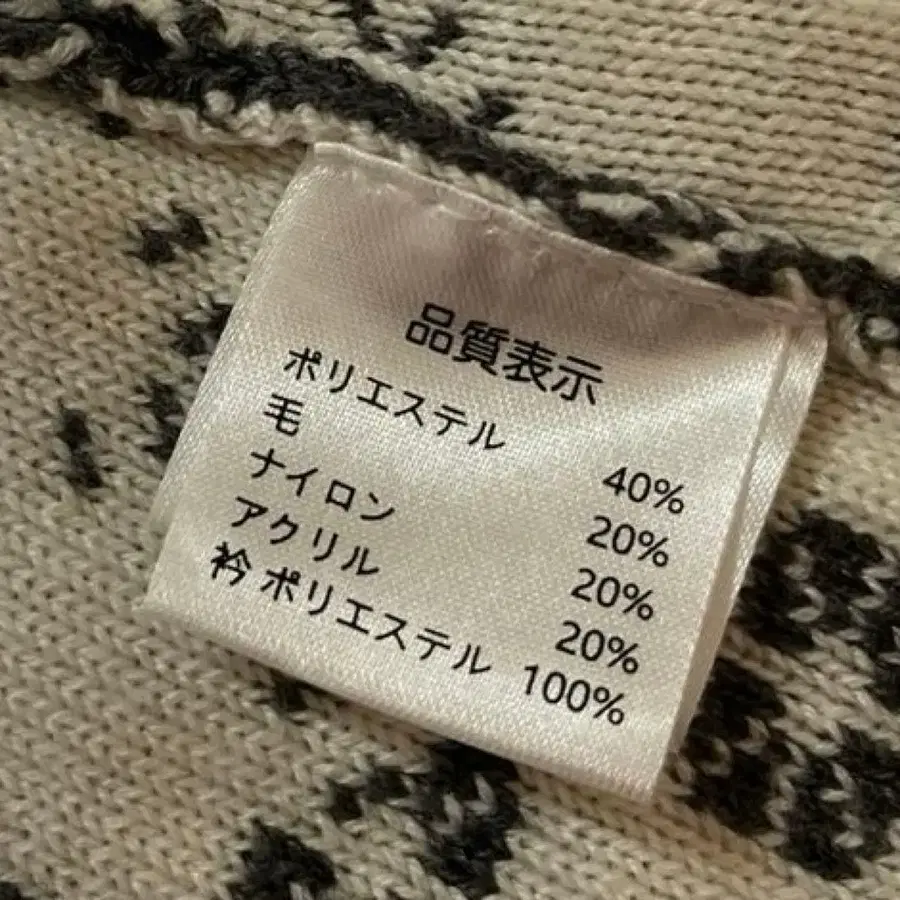 品質表示
ポリエステル 40%
毛 20%
ナイロン 20%
アクリル 20%
衿 ポリエステル 100%